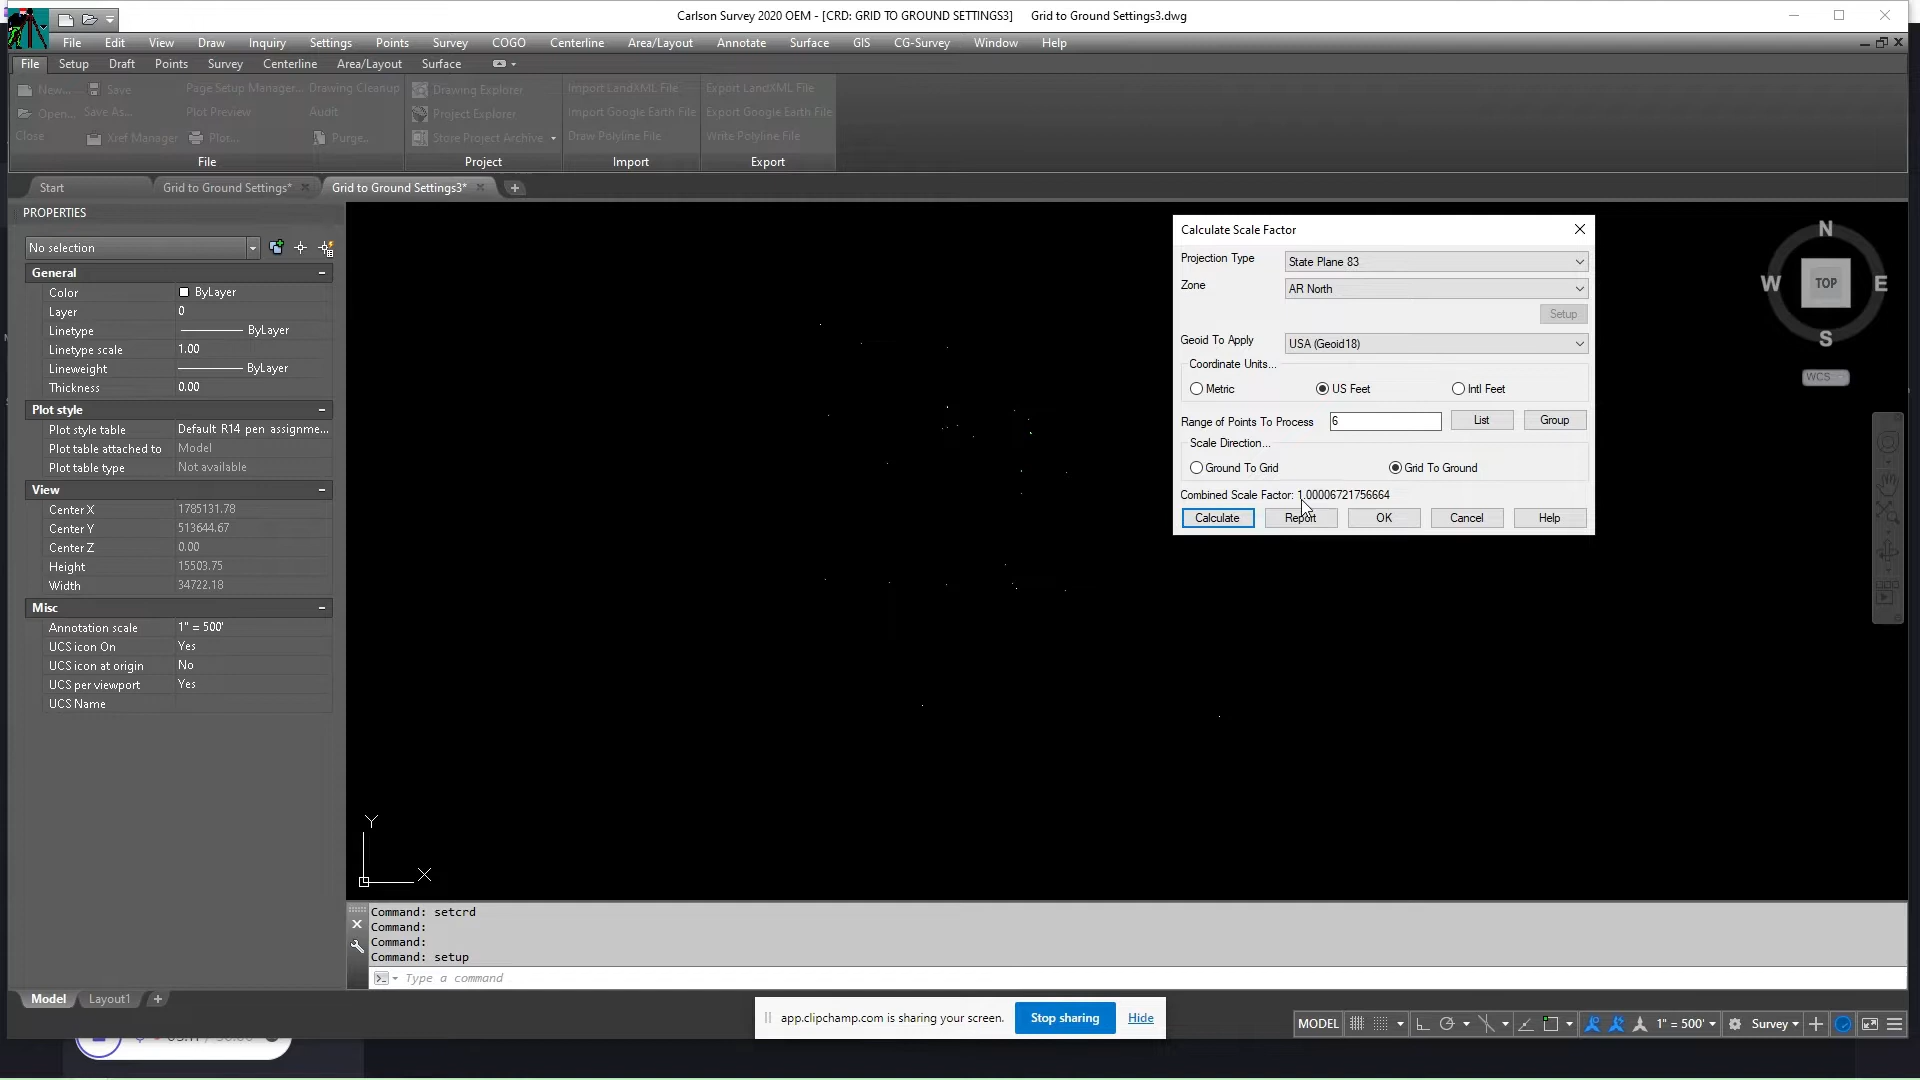 Carlson Survey 2020 OEM - [CRD: GRID TO GROUND SETTINGS3] Grid to Ground Settings3.dwg
File Edit View Draw Inquiry Settings Points Survey COGO Centerline Area/Layout Annotate Surface GIS CG-Survey Window Help
File Setup Draft Points Survey Centerline Area/Layout Surface
New... Save Page Setup Manager... Drawing Cleanup Drawing Explorer Import LandXML File Export LandXML File
Open... Save As... Plot Preview Audit Project Explorer Import Google Earth File Export Google Earth File
Close Xref Manager Plot... Purge.. Store Project Archive Draw Polyline File Write Polyline File
File Project Import Export
Start Grid to Ground Settings* Grid to Ground Settings3*
PROPERTIES
No selection
General
Color ByLayer
Layer 0
Linetype ByLayer
Linetype scale 1.00
Lineweight ByLayer
Thickness 0.00
Plot style
Plot style table Default R14 pen assignme...
Plot table attached to Model
Plot table type Not available
View
Center X 1785131.78
Center Y 513644.67
Center Z 0.00
Height 15503.75
Width 34722.18
Misc
Annotation scale 1" = 500'
UCS icon On Yes
UCS icon at origin No
UCS per viewport Yes
UCS Name
Calculate Scale Factor
Projection Type State Plane 83
Zone AR North
Setup
Geoid To Apply USA (Geoid18)
Coordinate Units...
Metric US Feet Intl Feet
Range of Points To Process 6 List Group
Scale Direction...
Ground To Grid Grid To Ground
Combined Scale Factor: 1.00006721756664
Calculate Report OK Cancel Help
N
W TOP E
S
WCS
Y
X
Command: setcrd
Command:
Command:
Command: setup
Type a command
Model Layout1
app.clipchamp.com is sharing your screen. Stop sharing Hide
MODEL 1" = 500' Survey